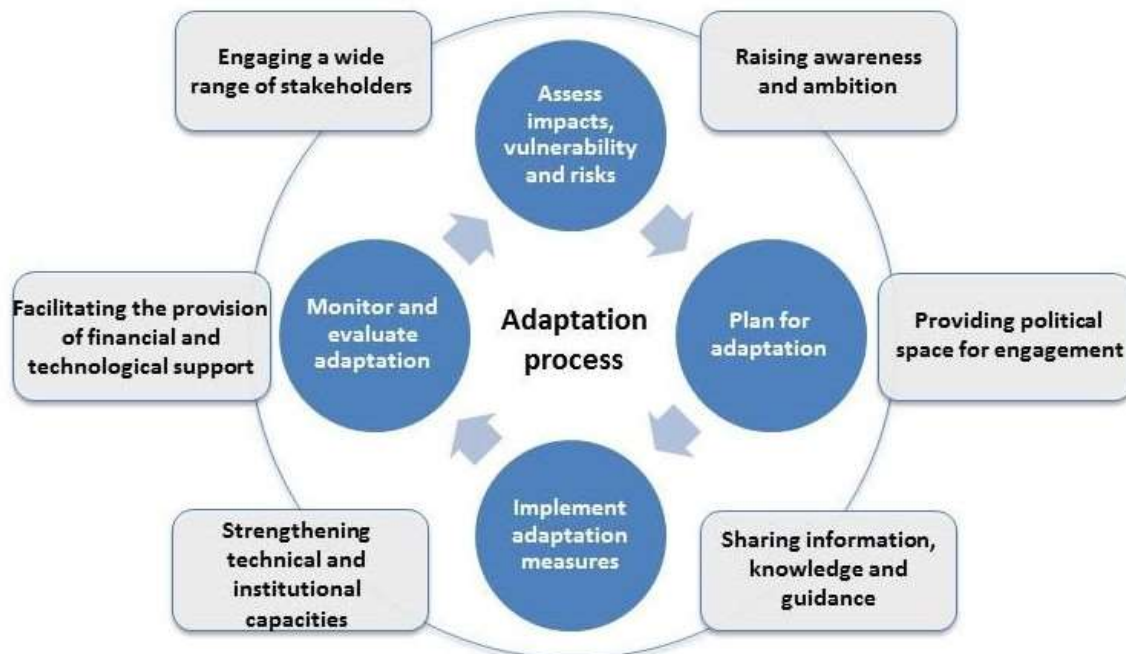 Engaging a wide
range of stakeholders
Raising awareness
and ambition
Assess
impacts,
vulnerability
and risks
Facilitating the provision
of financial and
technological support
Monitor and
evaluate
adaptation
Adaptation
process
Plan for
adaptation
Providing political
space for engagement
Strengthening
technical and
institutional
capacities
Implement
adaptation
measures
Sharing information,
knowledge and
guidance